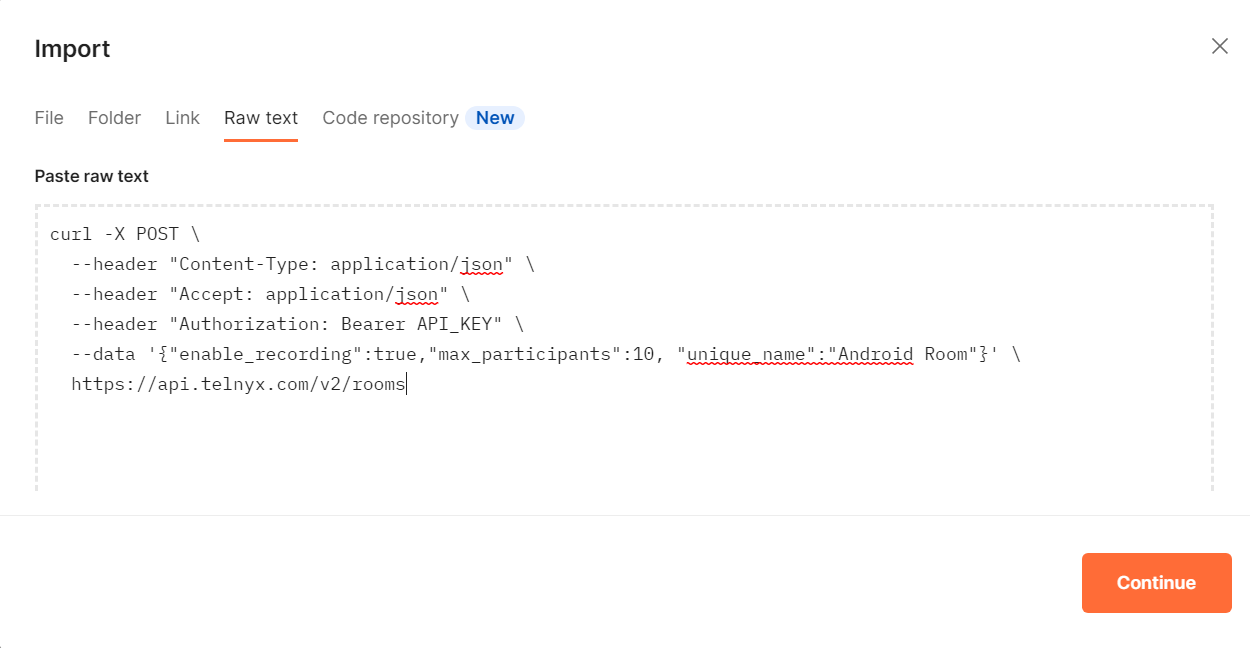 Import
File Folder Link Raw text Code repository New
Paste raw text
curl -X POST \
  --header "Content-Type: application/json" \
  --header "Accept: application/json" \
  --header "Authorization: Bearer API_KEY" \
  --data '{"enable_recording":true,"max_participants":10, "unique_name":"Android Room"}' \
  https://api.telnyx.com/v2/rooms
Continue